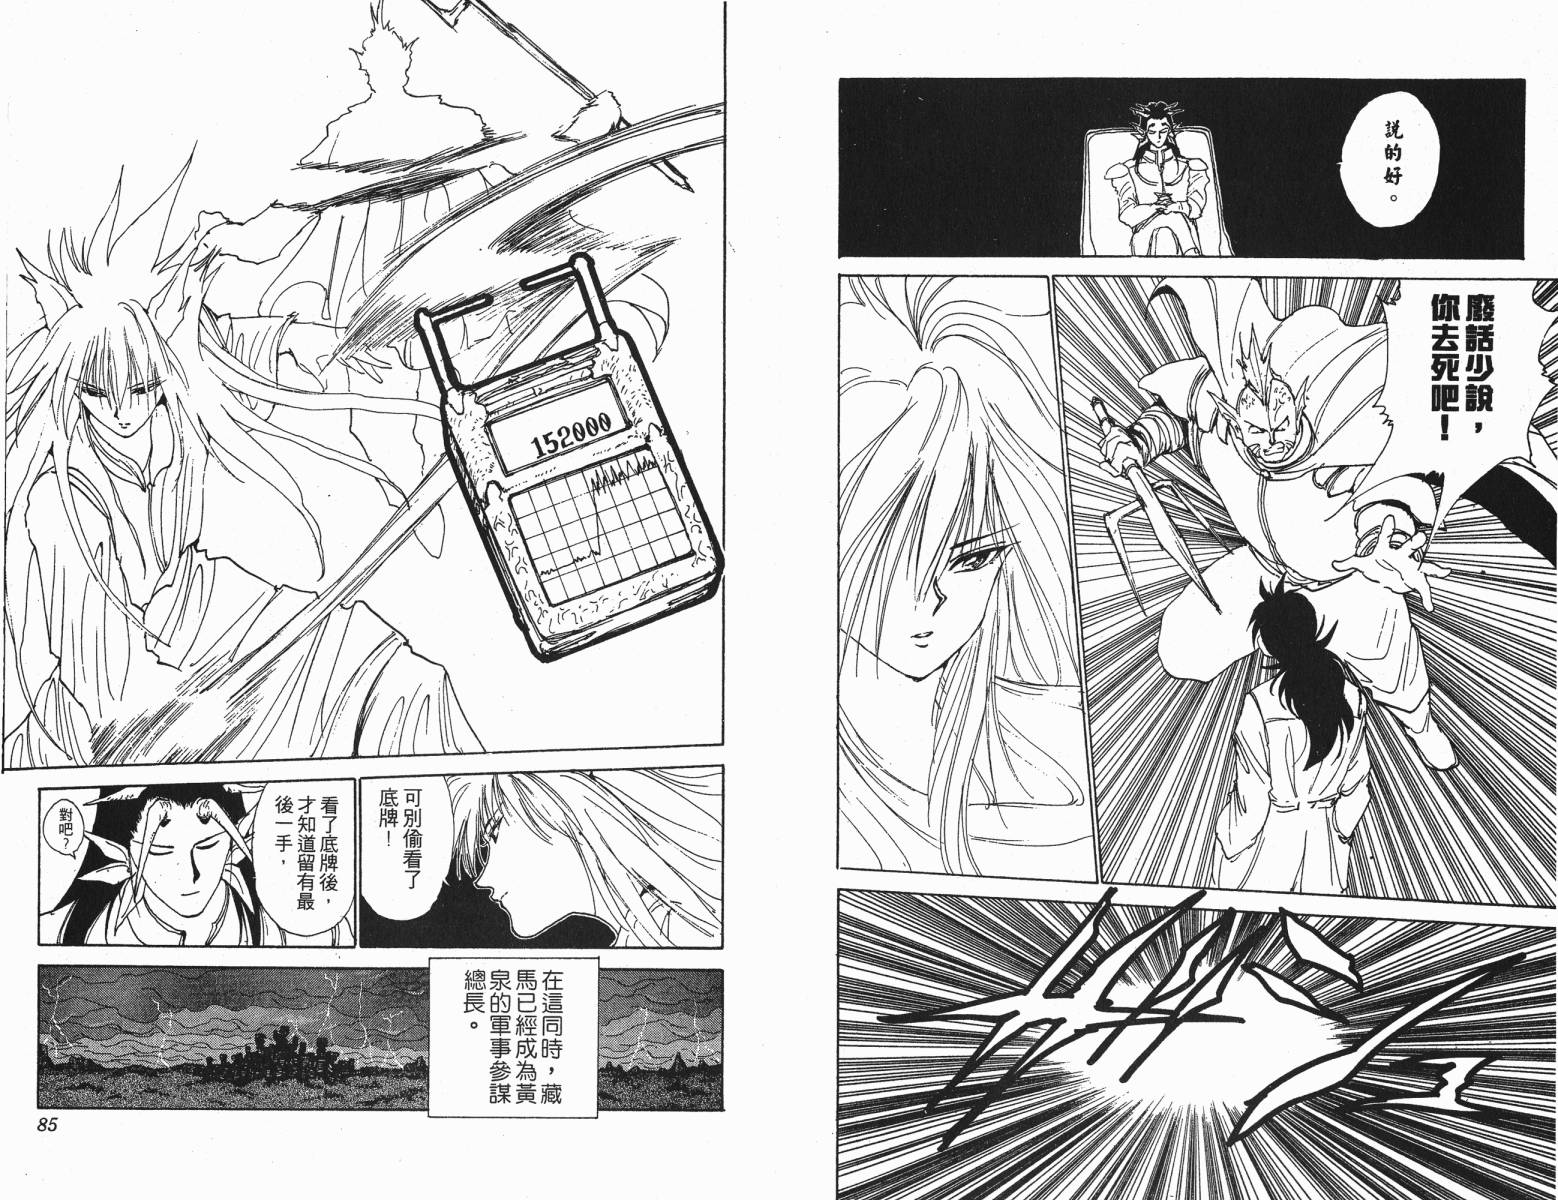 説的好。
廢話少說，
你去死吧！
152000
可別偷看了
底牌！
看了底牌後，
才知道留有最
後一手，
對吧？
在這同時，藏
馬已經成為黃
泉的軍事參謀
總長。
85